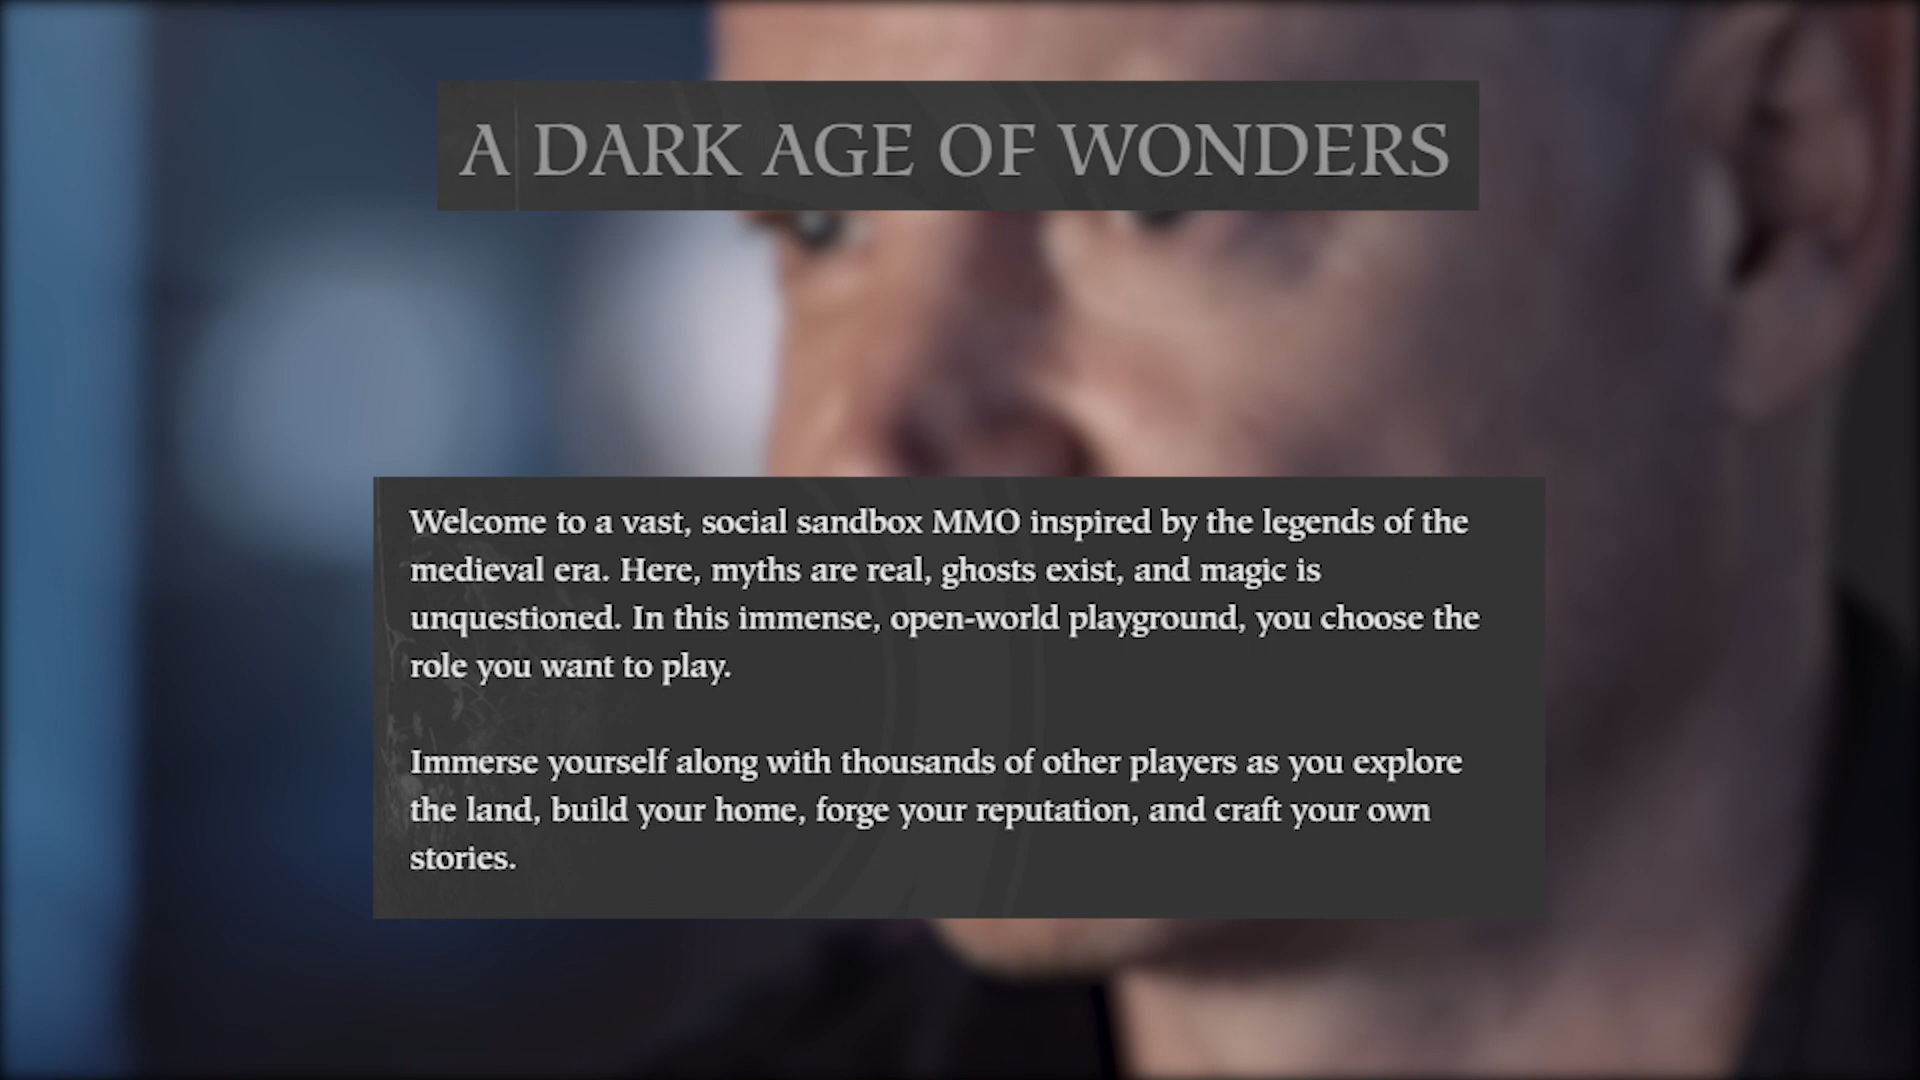 A DARK AGE OF WONDERS
Welcome to a vast, social sandbox MMO inspired by the legends of the
medieval era. Here, myths are real, ghosts exist, and magic is
unquestioned. In this immense, open-world playground, you choose the
role you want to play.
Immerse yourself along with thousands of other players as you explore
the land, build your home, forge your reputation, and craft your own
stories.